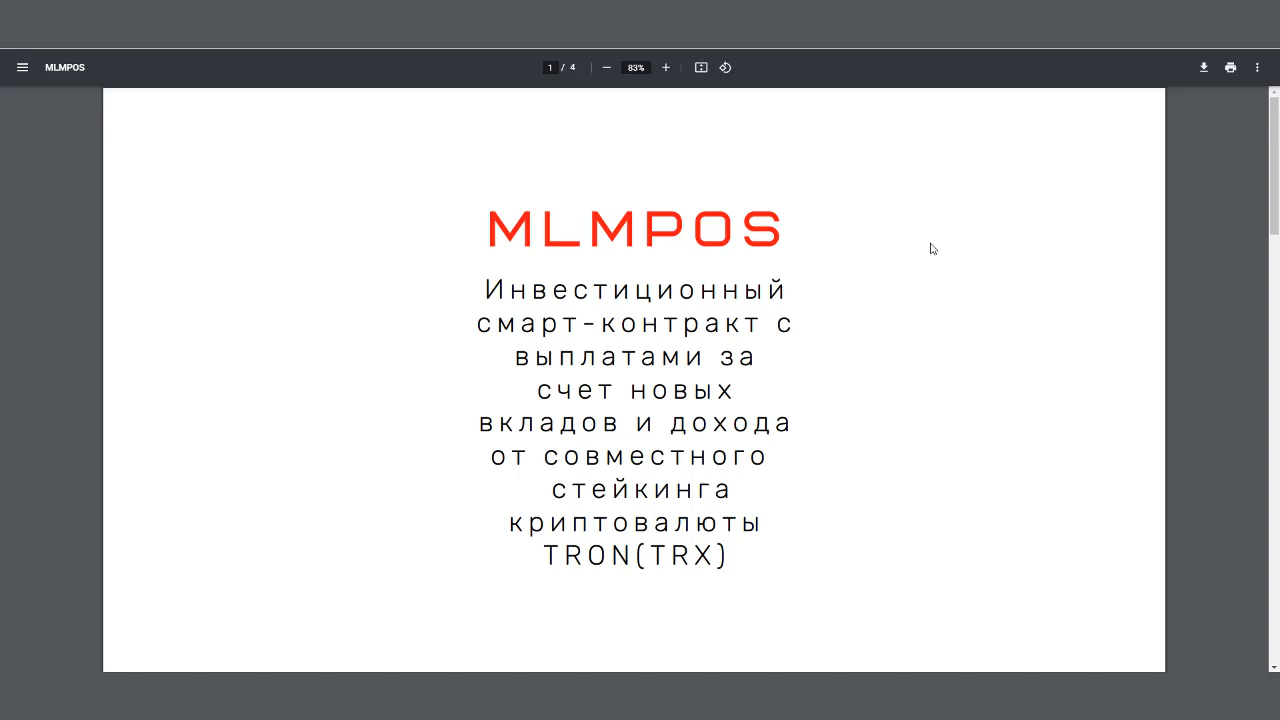 MLMPOS
1 / 4
83%
MLMPOS
Инвестиционный
смарт-контракт с
выплатами за
счет новых
вкладов и дохода
от совместного
стейкинга
криптовалюты
TRON(TRX)